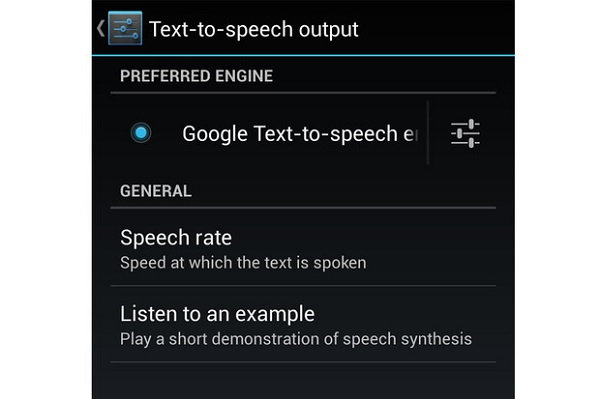 Text-to-speech output
PREFERRED ENGINE
Google Text-to-speech
GENERAL
Speech rate
Speed at which the text is spoken
Listen to an example
Play a short demonstration of speech synthesis